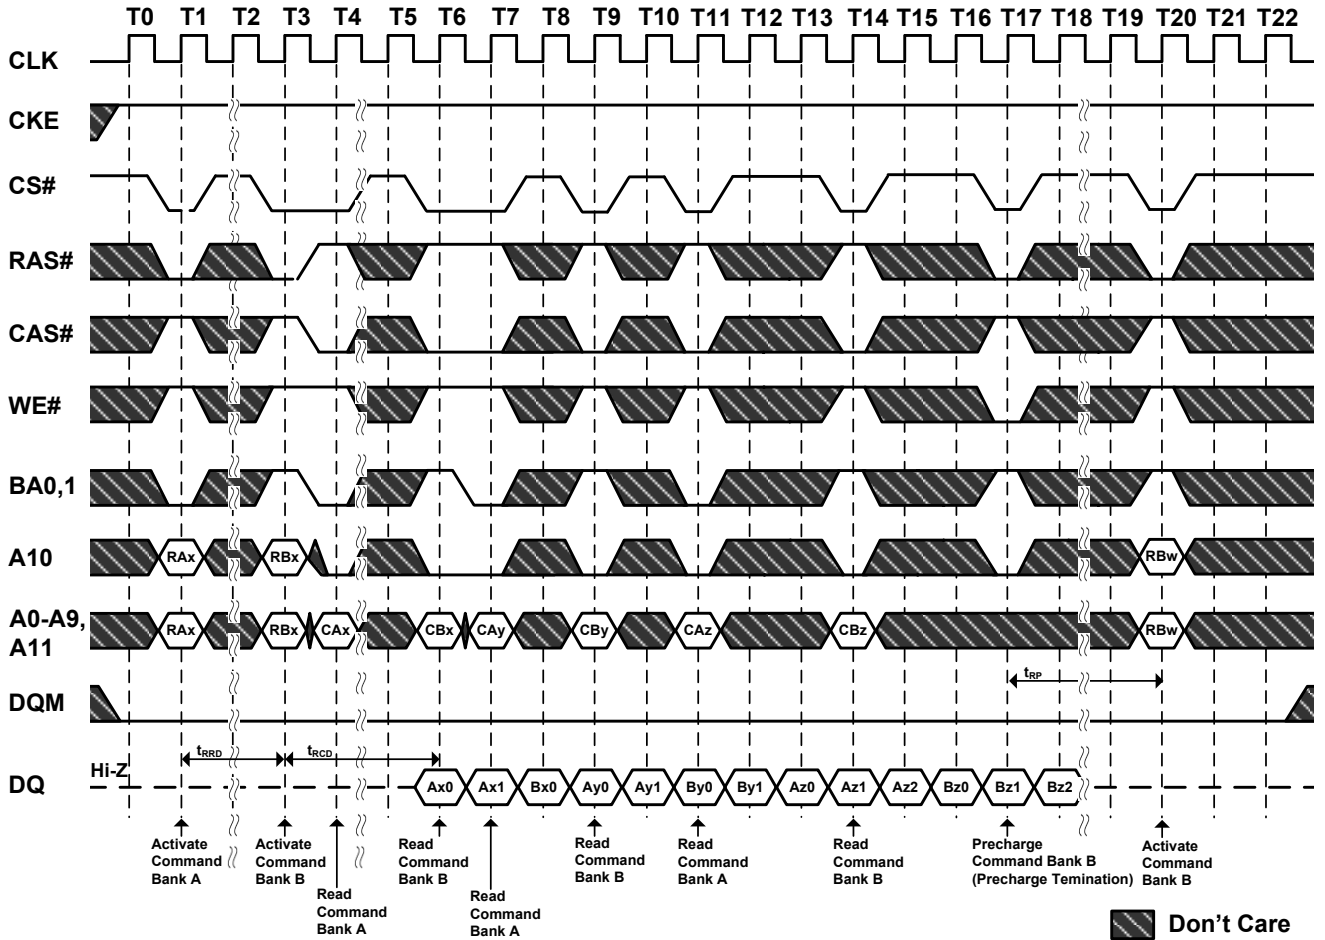 T0 T1 T2 T3 T4 T5 T6 T7 T8 T9 T10 T11 T12 T13 T14 T15 T16 T17 T18 T19 T20 T21 T22
CLK
CKE
CS#
RAS#
CAS#
WE#
BA0,1
A10
RAx RBx RBw
A0-A9,
A11
RAx RBx CAx CBx CAy CBy CAz CBz RBw
tRP
DQM
tRRD tRCD
Hi-Z
DQ
Ax0 Ax1 Bx0 Ay0 Ay1 By0 By1 Az0 Az1 Az2 Bz0 Bz1 Bz2
Activate
Command
Bank A
Activate
Command
Bank B
Read
Command
Bank A
Read
Command
Bank B
Read
Command
Bank A
Read
Command
Bank B
Read
Command
Bank A
Read
Command
Bank B
Precharge
Command Bank B
(Precharge Temination)
Activate
Command
Bank B
Don't Care